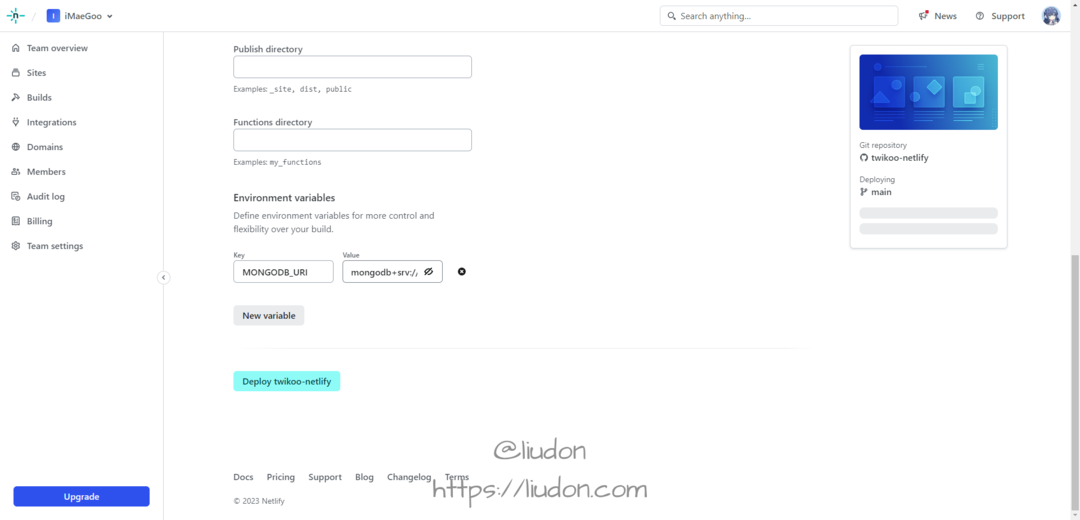 n / I iMaeGoo
Search anything...
News
Support
Team overview
Sites
Builds
Integrations
Domains
Members
Audit log
Billing
Team settings
Upgrade
Publish directory
Examples: _site, dist, public
Functions directory
Examples: my_functions
Environment variables
Define environment variables for more control and
flexibility over your build.
Key
Value
MONGODB_URI
mongodb+srv://
New variable
Deploy twikoo-netlify
Git repository
twikoo-netlify
Deploying
main
@liudon
Docs Pricing Support Blog Changelog Terms
https://liudon.com
© 2023 Netlify